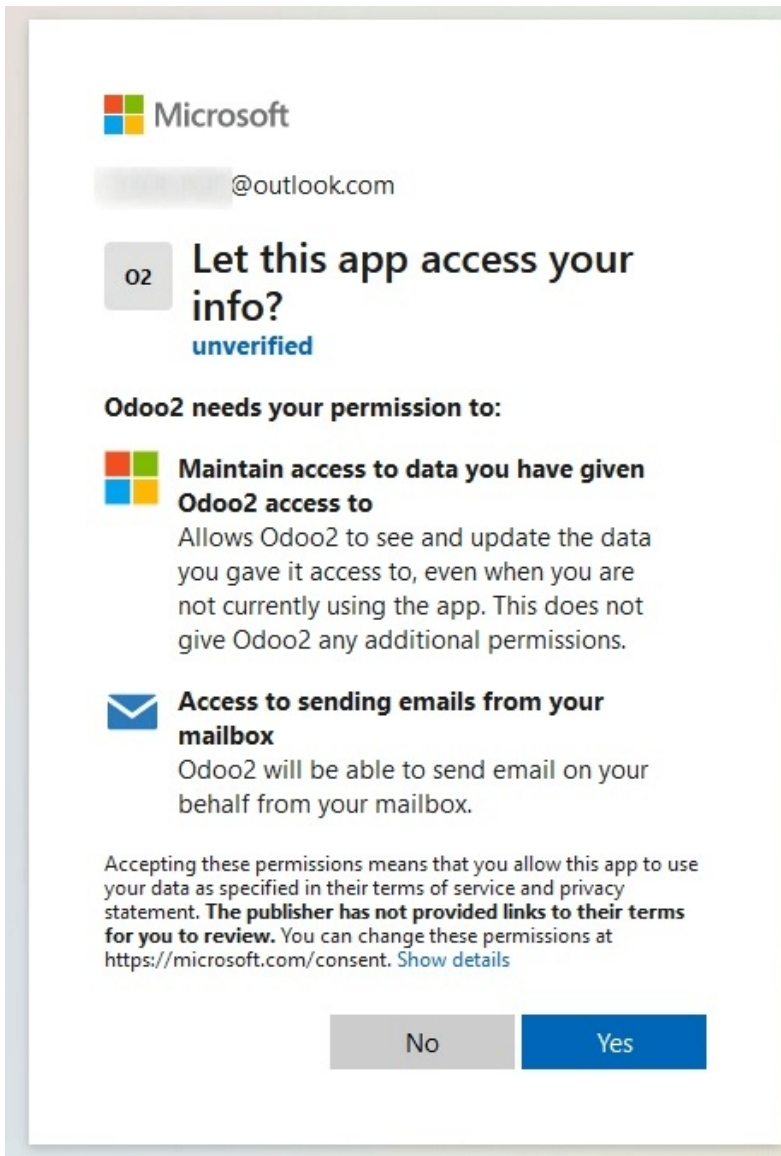 Microsoft
@outlook.com
O2
Let this app access your
info?
unverified
Odoo2 needs your permission to:
Maintain access to data you have given
Odoo2 access to
Allows Odoo2 to see and update the data
you gave it access to, even when you are
not currently using the app. This does not
give Odoo2 any additional permissions.
Access to sending emails from your
mailbox
Odoo2 will be able to send email on your
behalf from your mailbox.
Accepting these permissions means that you allow this app to use
your data as specified in their terms of service and privacy
statement. The publisher has not provided links to their terms
for you to review. You can change these permissions at
https://microsoft.com/consent. Show details
No
Yes